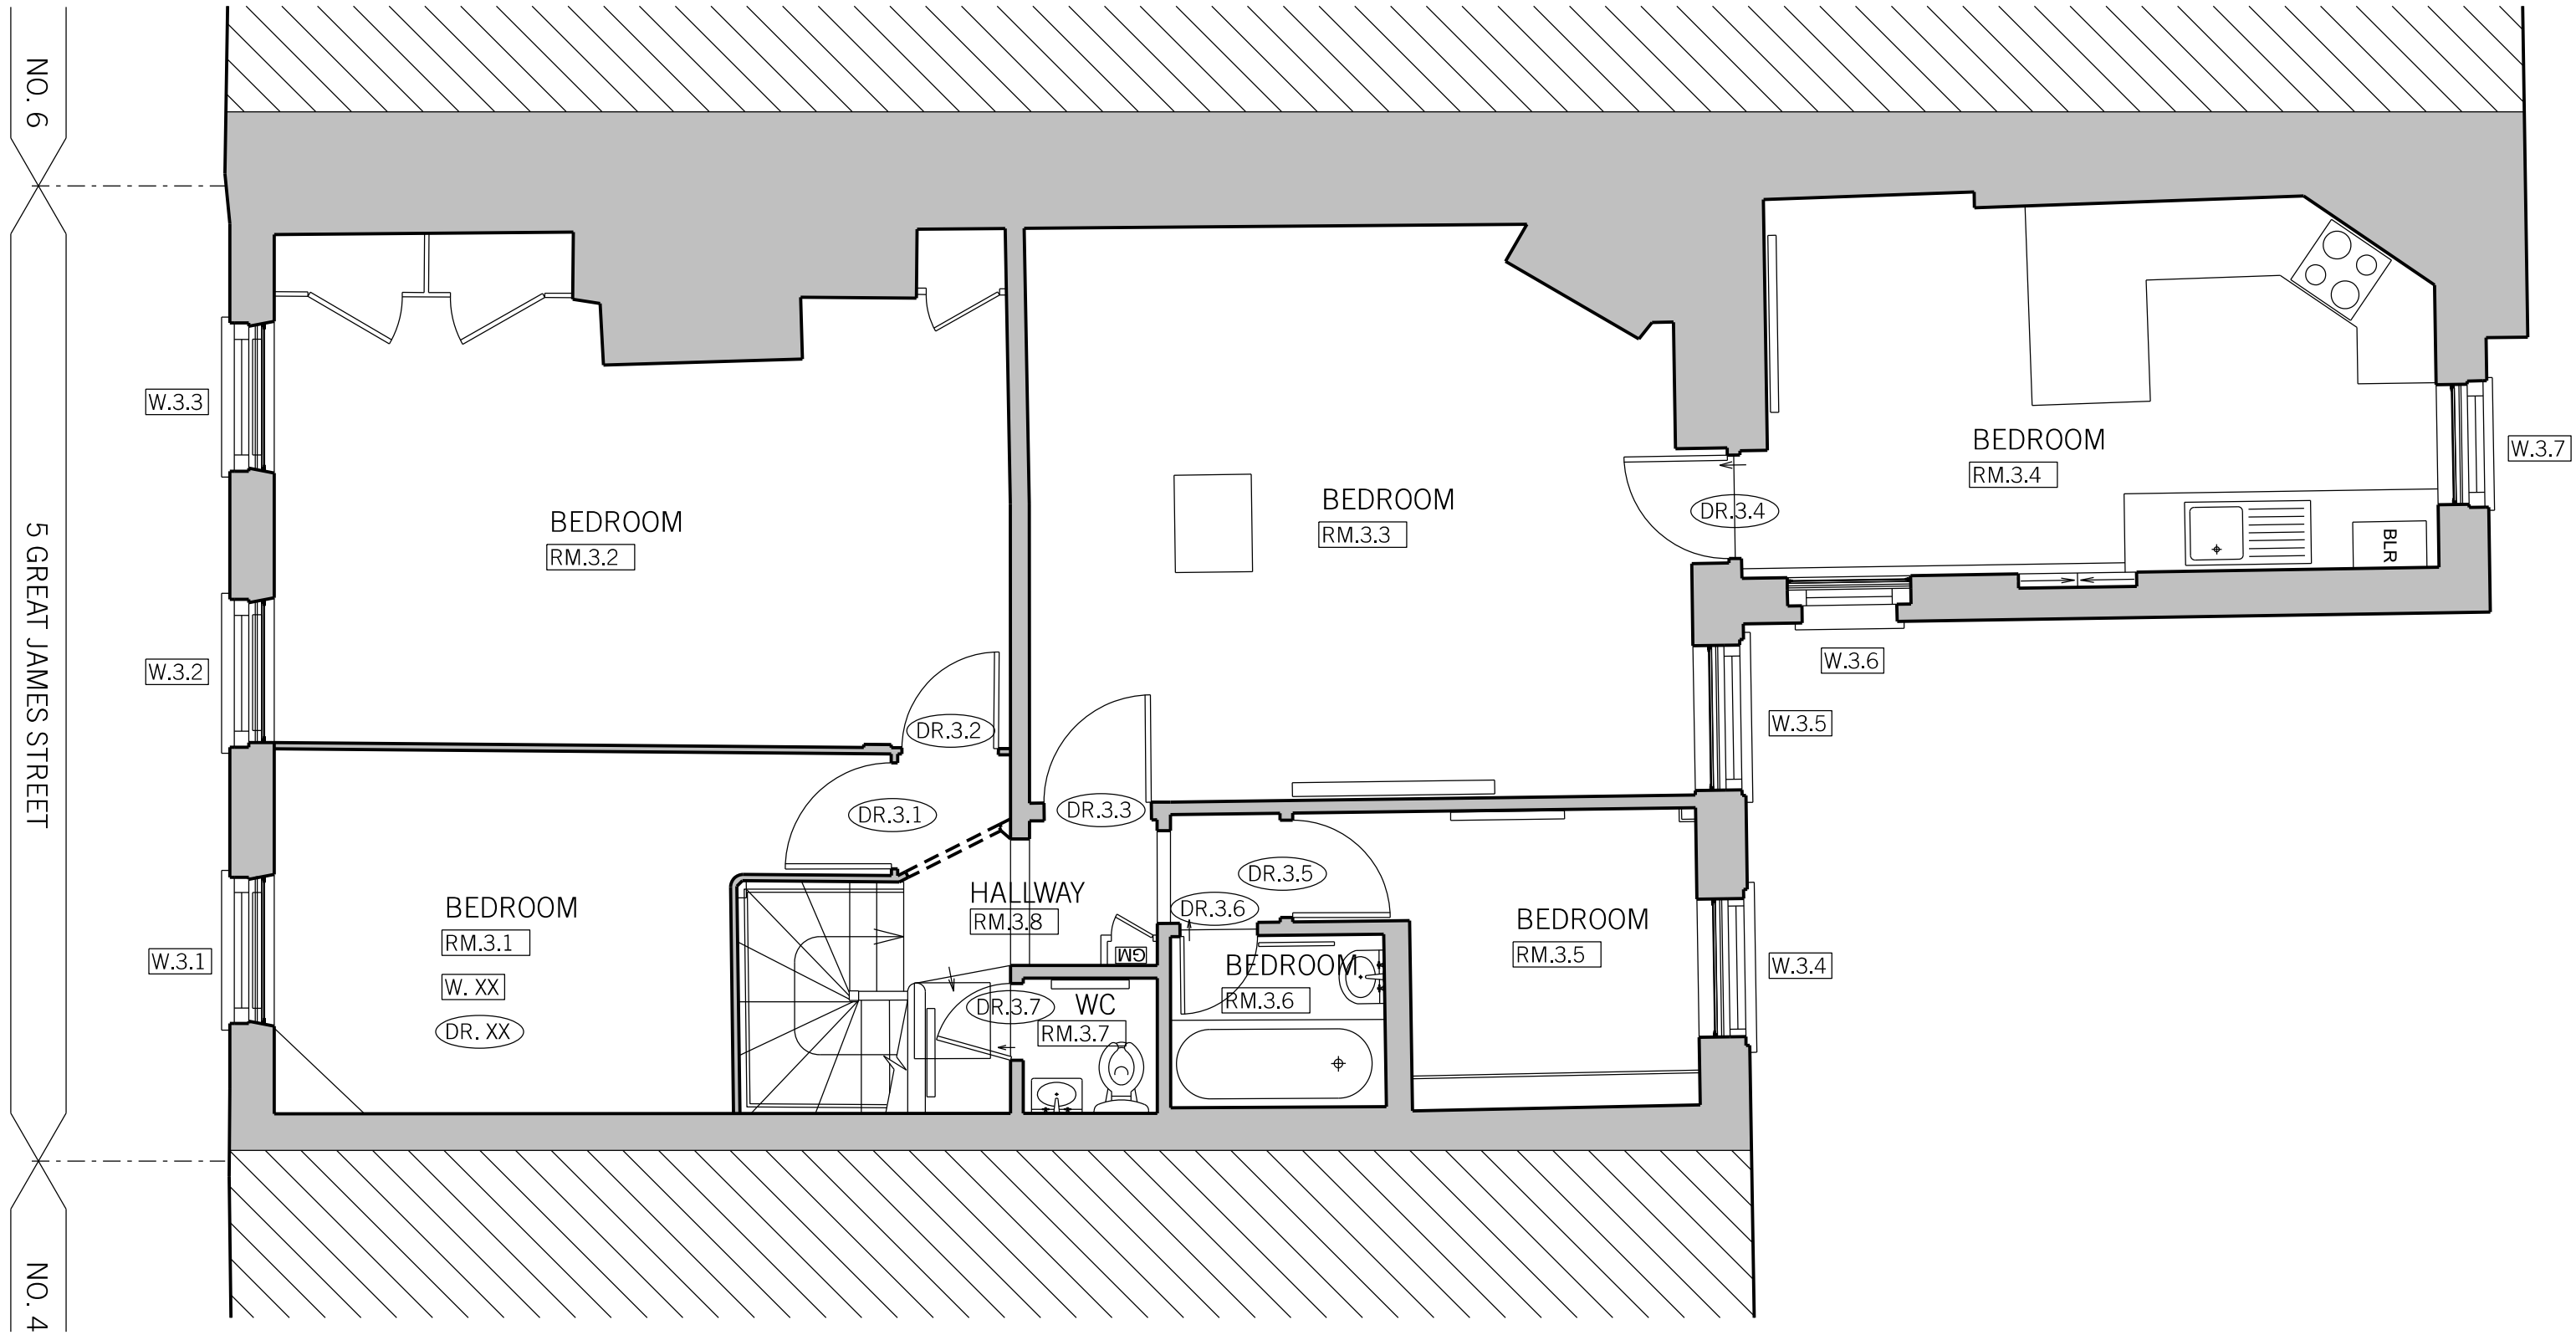 NO. 6
5 GREAT JAMES STREET
NO. 4
W.3.3
W.3.2
W.3.1
BEDROOM
RM.3.2
DR.3.2
DR.3.1
BEDROOM
RM.3.1
W. XX
DR. XX
BEDROOM
RM.3.3
DR.3.3
HALLWAY
RM.3.8
GM
DR.3.7
WC
RM.3.7
DR.3.5
DR.3.6
BEDROOM
RM.3.6
BEDROOM
RM.3.5
DR.3.4
BEDROOM
RM.3.4
BLR
W.3.7
W.3.6
W.3.5
W.3.4